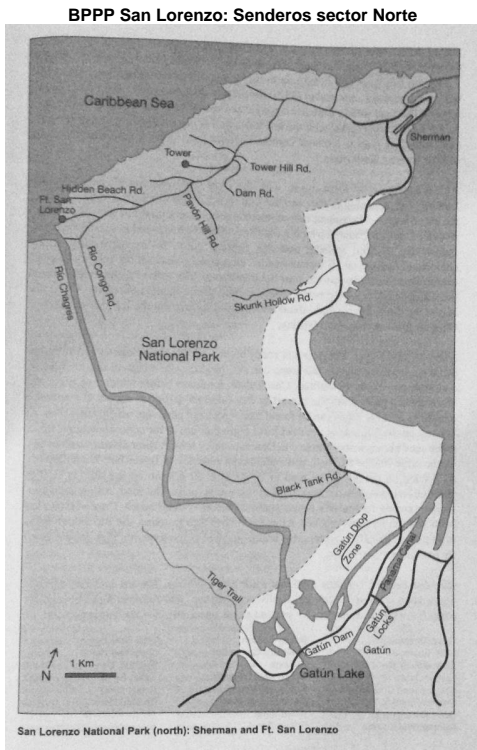 BPPP San Lorenzo: Senderos sector Norte
Caribbean Sea
Sherman
Tower
Tower Hill Rd.
Dam Rd.
Hidden Beach Rd.
Ft. San
Lorenzo
Pavón Hill Rd.
Río Congo Rd.
Río Chagres
Skunk Hollow Rd.
San Lorenzo
National Park
Black Tank Rd.
Gatún Drop
Zone
Panama Canal
Tiger Trail
Gatún
Locks
Gatún Dam
Gatún
Gatún Lake
N
1 Km
San Lorenzo National Park (north): Sherman and Ft. San Lorenzo